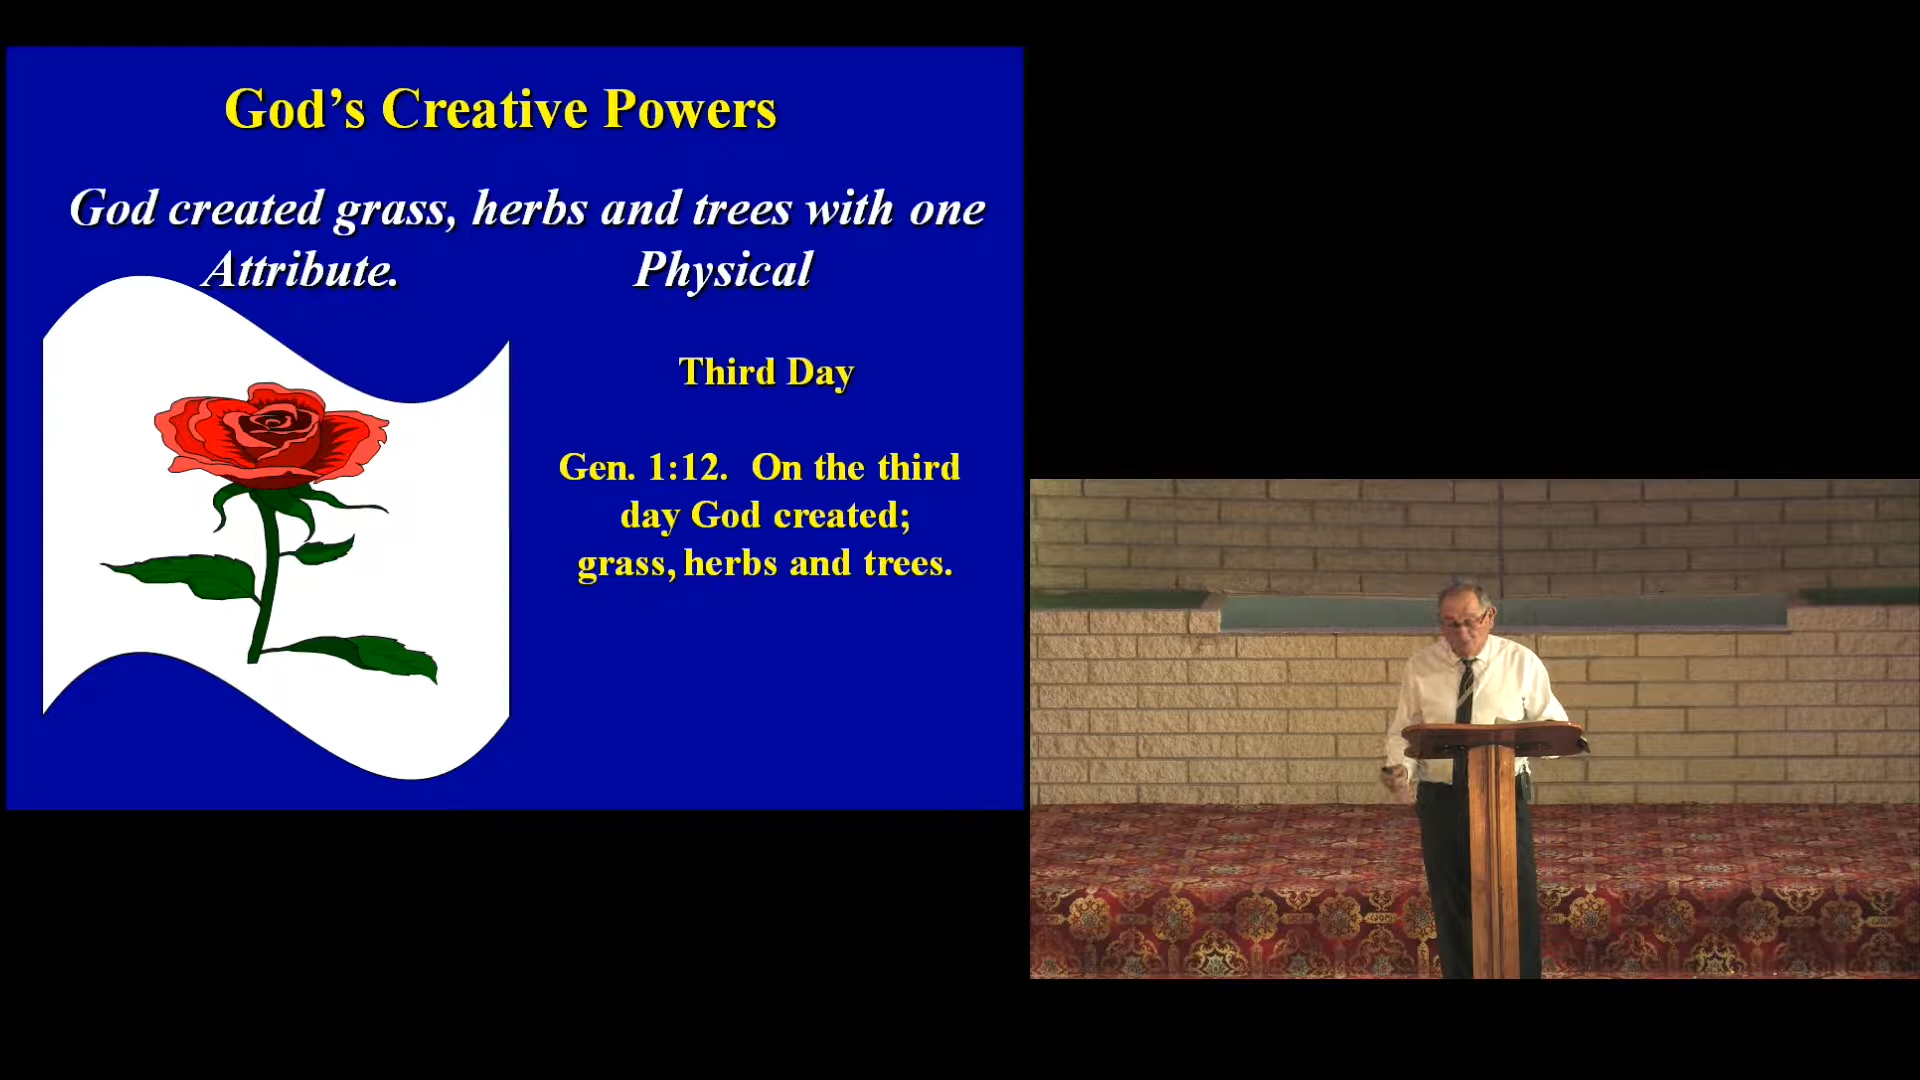 God’s Creative Powers
God created grass, herbs and trees with one
Attribute. Physical
Third Day
Gen. 1:12. On the third
day God created;
grass, herbs and trees.